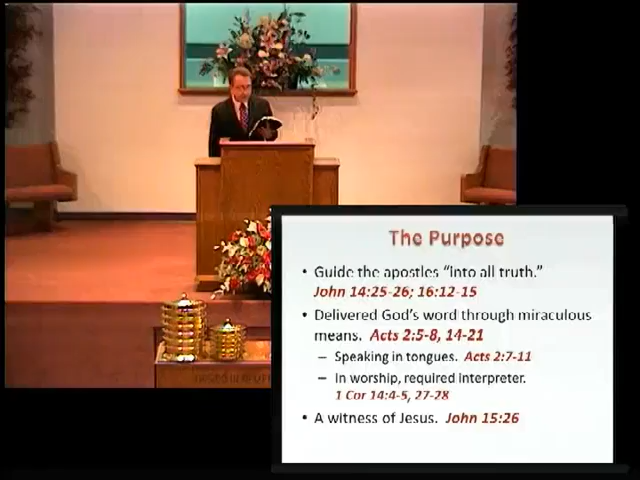 The Purpose
• Guide the apostles “into all truth.”
John 14:25-26; 16:12-15
• Delivered God’s word through miraculous
means. Acts 2:5-8, 14-21
– Speaking in tongues. Acts 2:7-11
– In worship, required interpreter.
1 Cor 14:4-5, 27-28
• A witness of Jesus. John 15:26